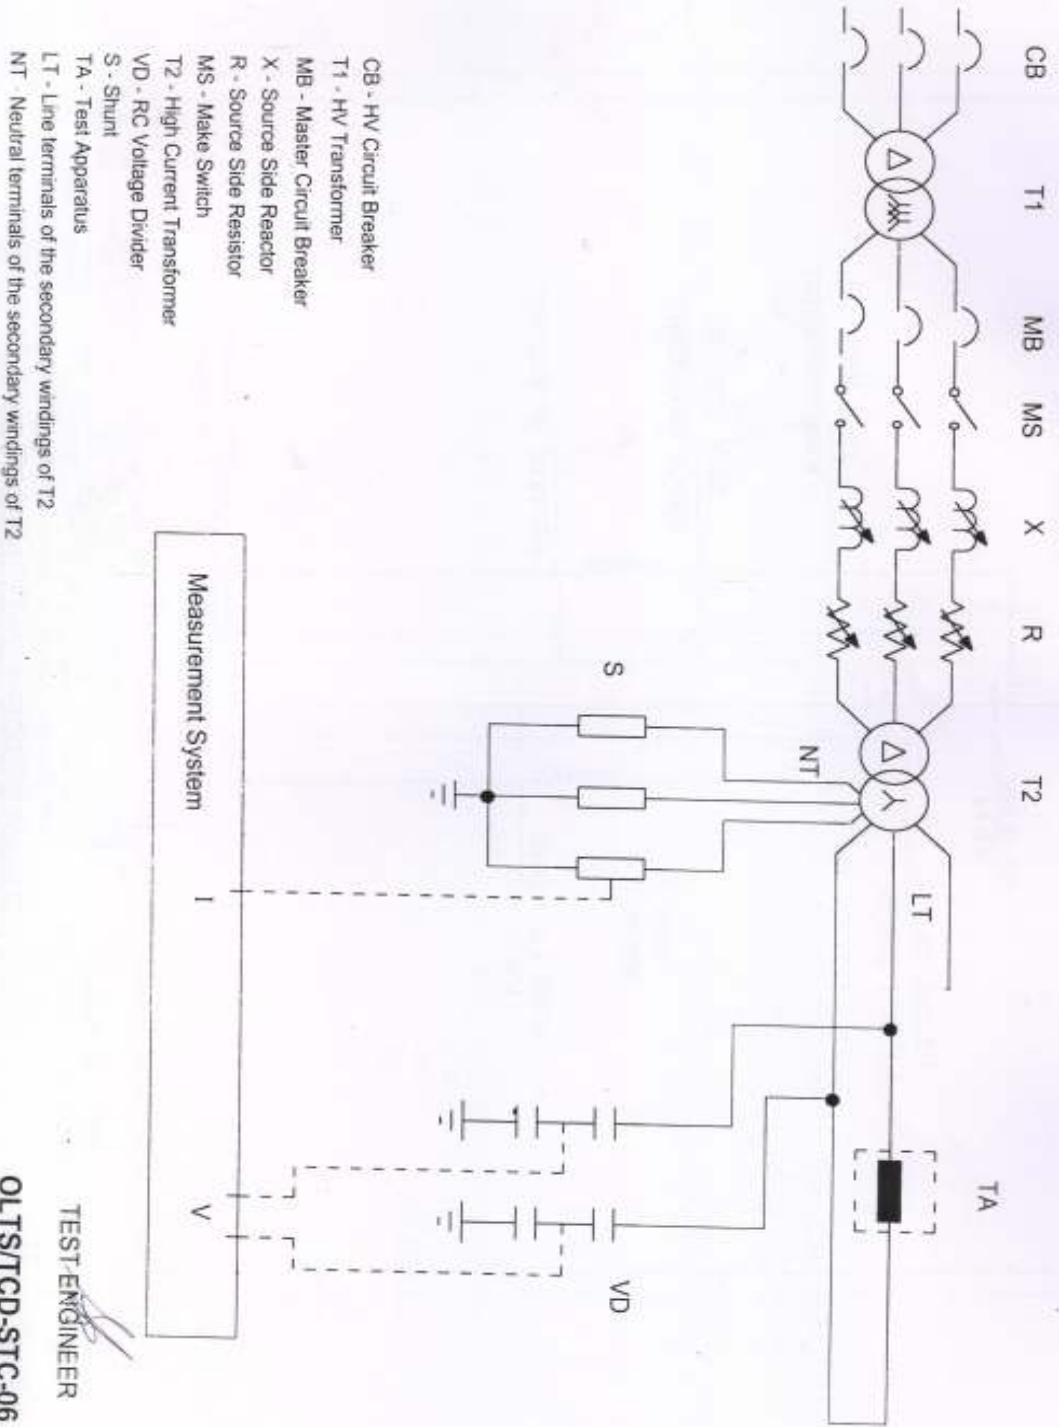 CB T1 MB MS X R T2
LT
TA
NT
S
VD
CB - HV Circuit Breaker
T1 - HV Transformer
MB - Master Circuit Breaker
X - Source Side Reactor
R - Source Side Resistor
MS - Make Switch
T2 - High Current Transformer
VD - RC Voltage Divider
S - Shunt
TA - Test Apparatus
LT - Line terminals of the secondary windings of T2
NT - Neutral terminals of the secondary windings of T2
Measurement System I V
TEST ENGINEER
OLTS/TCD-STC-06